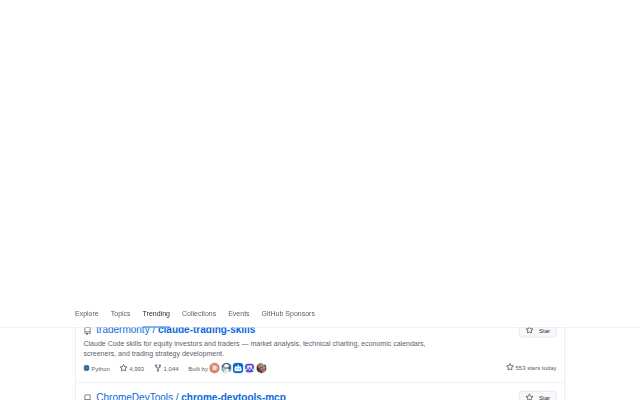 Explore Topics Trending Collections Events GitHub Sponsors
tradermonty / claude-trading-skills
Star
Claude Code skills for equity investors and traders — market analysis, technical charting, economic calendars,
screeners, and trading strategy development.
Python 4,993 1,044 Built by 553 stars today
ChromeDevTools / chrome-devtools-mcp
Star